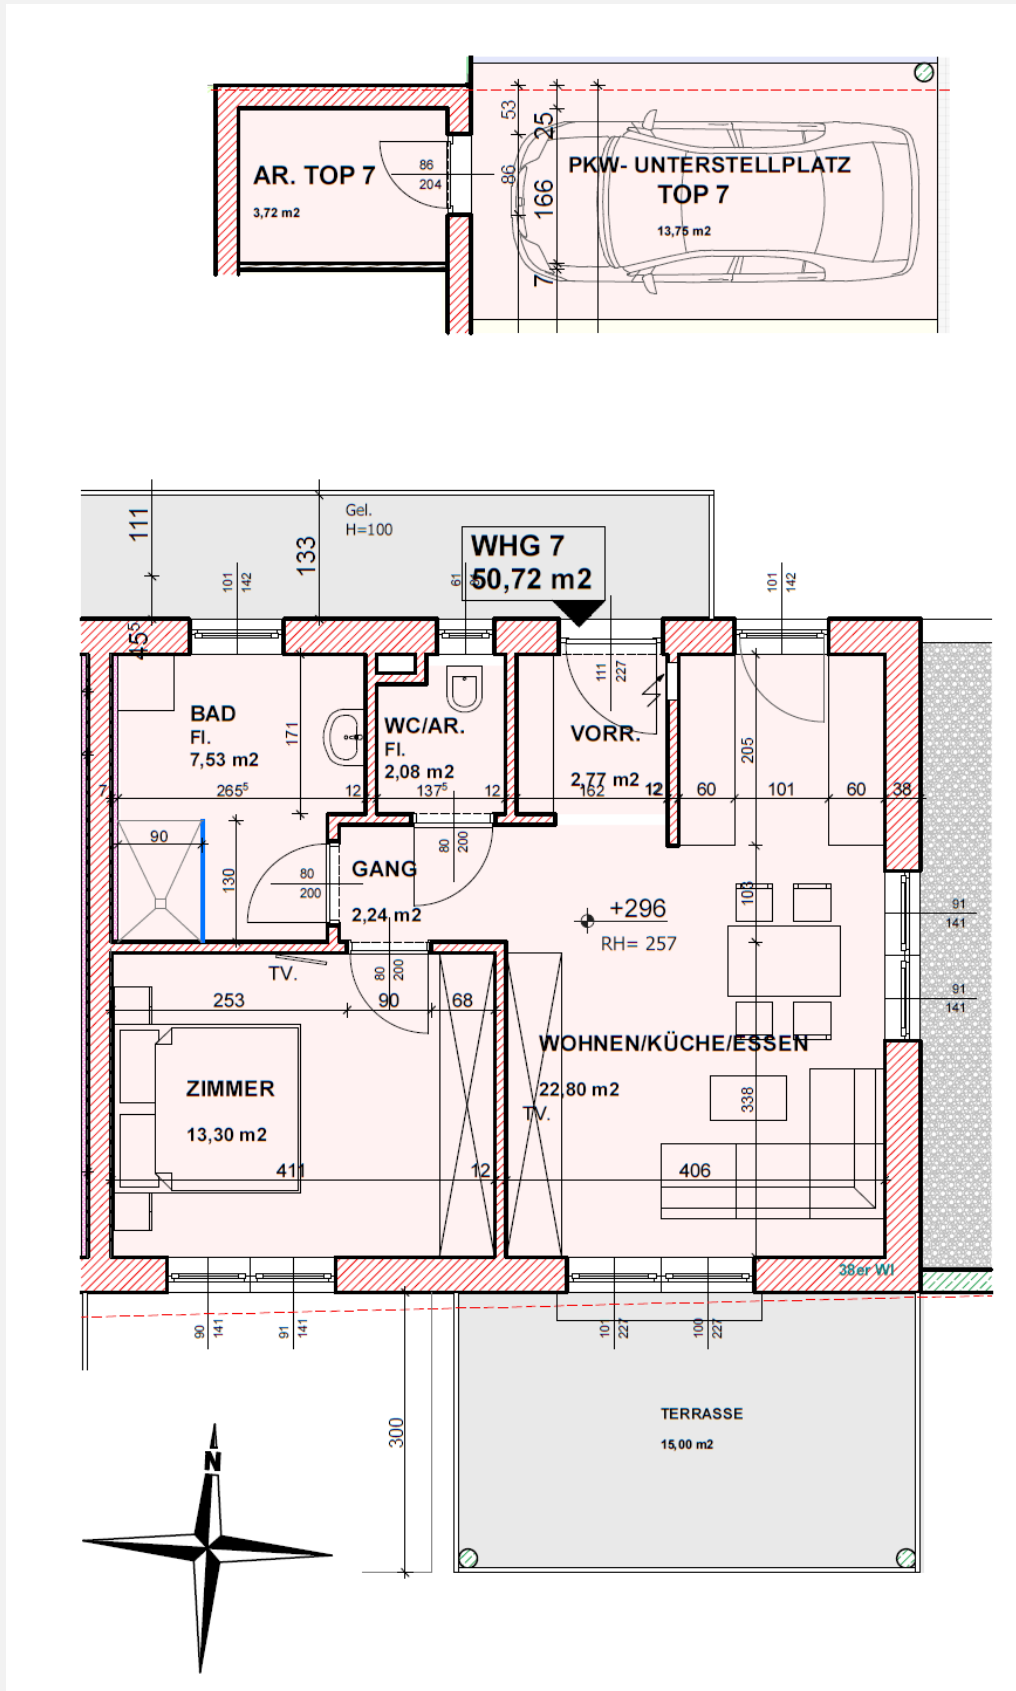 53
25
86
166
7
AR. TOP 7
3,72 m2
86
204
PKW- UNTERSTELLPLATZ
TOP 7
13,75 m2
111
133
45⁵
Gel.
H=100
WHG 7
50,72 m2
101
142
61
101
142
111
227
BAD
Fl.
7,53 m2
171
WC/AR.
Fl.
2,08 m2
VORR.
2,77 m2
205
7
265⁵
12
137⁵
12
162
12
60
101
60
38
90
130
80
200
GANG
2,24 m2
80
200
+296
RH= 257
103
91
141
91
141
TV.
80
200
253
90
68
WOHNEN/KÜCHE/ESSEN
22,80 m2
TV.
338
ZIMMER
13,30 m2
411
12
406
38er WI
90
141
91
141
101
227
100
227
300
TERRASSE
15,00 m2
N